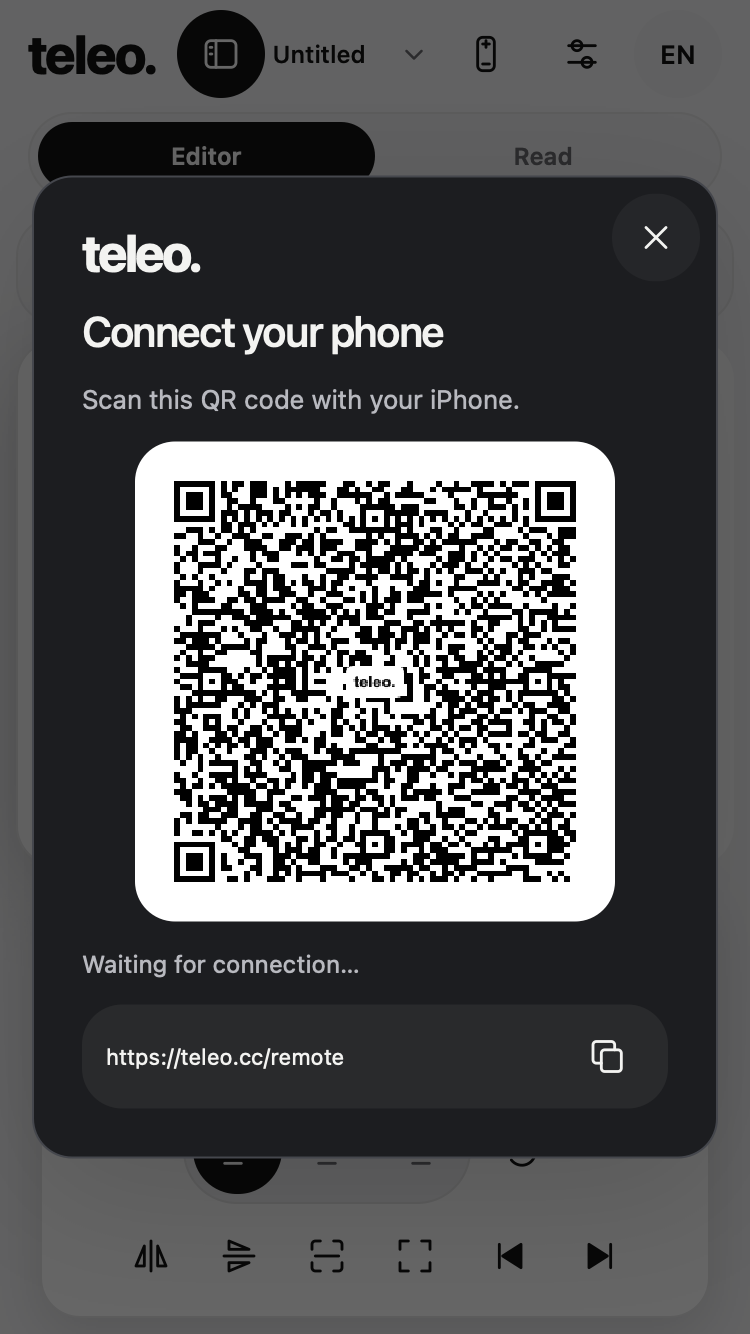 teleo.
Untitled
EN
Editor
Read
teleo.
Connect your phone
Scan this QR code with your iPhone.
teleo.
Waiting for connection...
https://teleo.cc/remote